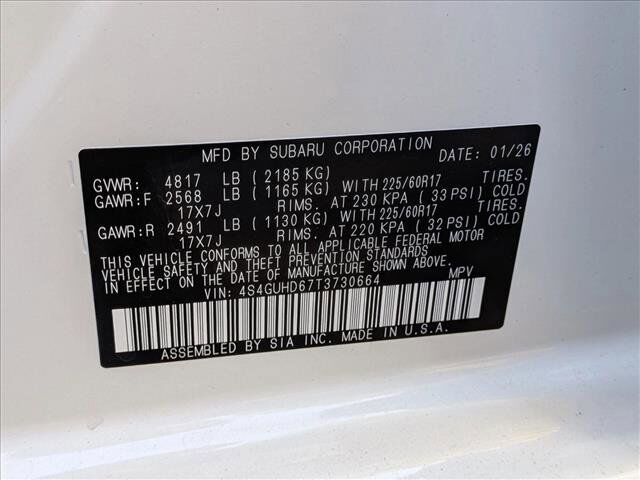 MFD BY SUBARU CORPORATION DATE: 01/26
GVWR: 4817 LB (2185 KG)
GAWR:F 2568 LB (1165 KG) WITH 225/60R17 TIRES.
17X7J RIMS. AT 230 KPA (33 PSI) COLD
GAWR:R 2491 LB (1130 KG) WITH 225/60R17 TIRES.
17X7J RIMS. AT 220 KPA (32 PSI) COLD
THIS VEHICLE CONFORMS TO ALL APPLICABLE FEDERAL MOTOR
VEHICLE SAFETY AND THEFT PREVENTION STANDARDS
IN EFFECT ON THE DATE OF MANUFACTURE SHOWN ABOVE.
VIN: 4S4GUHD67T3730664 MPV
ASSEMBLED BY SIA INC. MADE IN U.S.A.